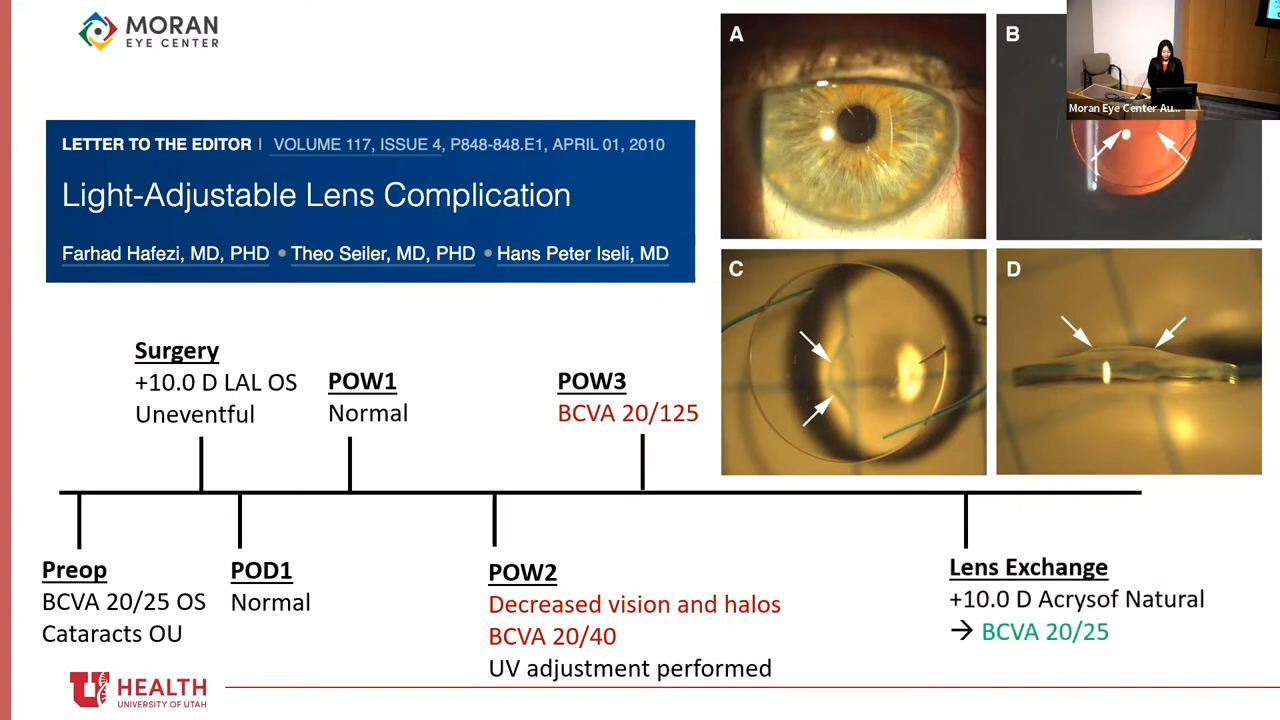 MORAN
EYE CENTER
LETTER TO THE EDITOR | VOLUME 117, ISSUE 4, P848-848.E1, APRIL 01, 2010
Light-Adjustable Lens Complication
Farhad Hafezi, MD, PHD • Theo Seiler, MD, PHD • Hans Peter Iseli, MD
A
B
C
D
Moran Eye Center Au...
Surgery
+10.0 D LAL OS
Uneventful
POW1
Normal
POW3
BCVA 20/125
Preop
BCVA 20/25 OS
Cataracts OU
POD1
Normal
POW2
Decreased vision and halos
BCVA 20/40
UV adjustment performed
Lens Exchange
+10.0 D Acrysof Natural
→ BCVA 20/25
U HEALTH
UNIVERSITY OF UTAH